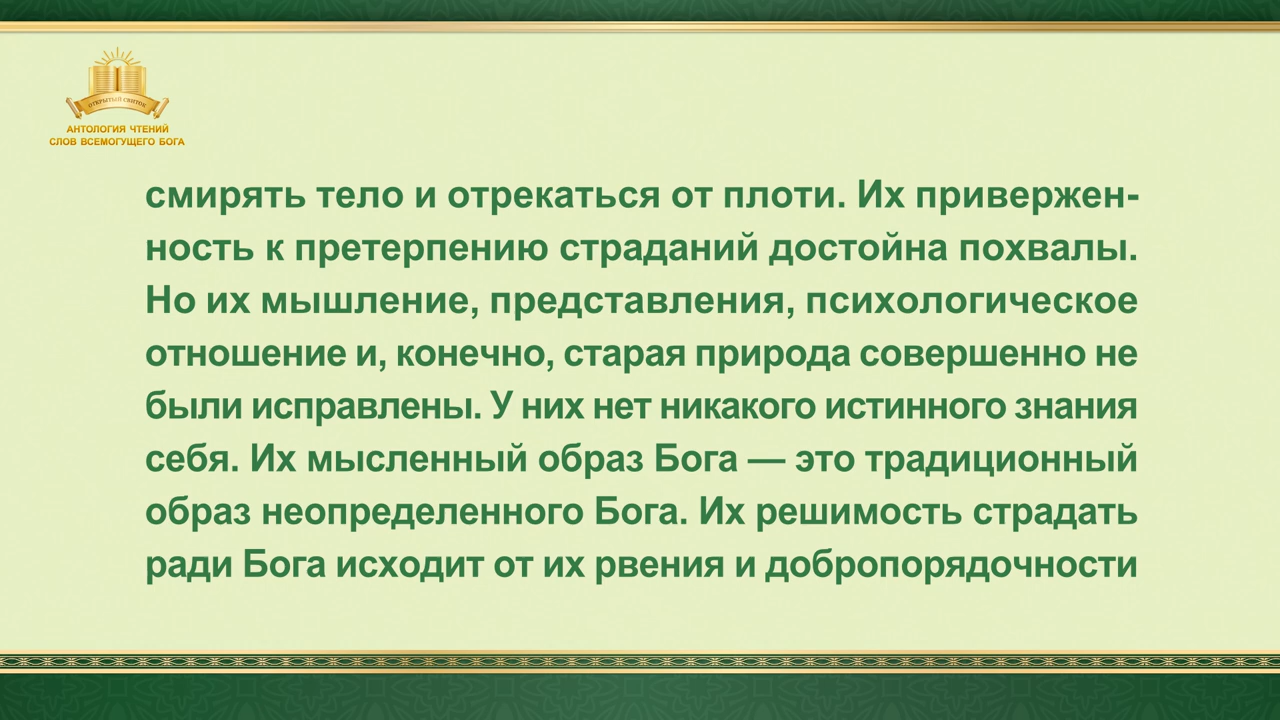 ОТКРЫТЫЙ СВИТОК
АНТОЛОГИЯ ЧТЕНИЙ
СЛОВ ВСЕМОГУЩЕГО БОГА
смирять тело и отрекаться от плоти. Их привержен-
ность к претерпению страданий достойна похвалы.
Но их мышление, представления, психологическое
отношение и, конечно, старая природа совершенно не
были исправлены. У них нет никакого истинного знания
себя. Их мысленный образ Бога — это традиционный
образ неопределенного Бога. Их решимость страдать
ради Бога исходит от их рвения и добропорядочности